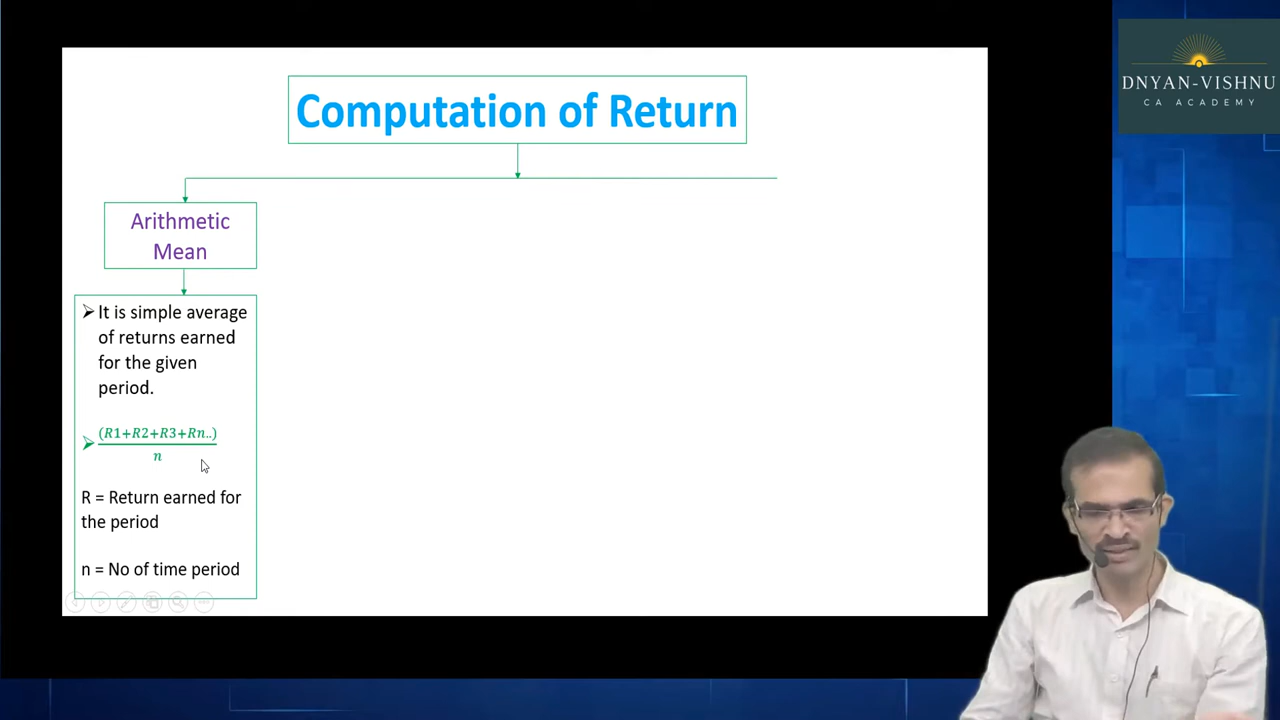 Computation of Return
DNYAN-VISHNU
CA ACADEMY
Arithmetic
Mean
It is simple average
of returns earned
for the given
period.
(R1+R2+R3+Rn..)
n
R = Return earned for
the period
n = No of time period